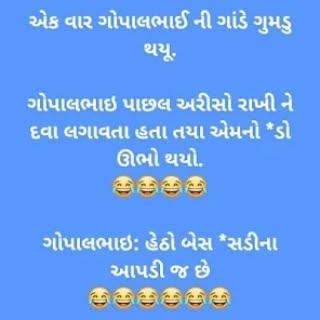 એક વાર ગોપાલભાઈ ની ગાંડે ગુમડુ
થયૂ.
ગોપાલભાઇ પાછલ અરીસો રાખી ને
દવા લગાવતા હતા તયા એમનો *ડો
ઊભો થયો.
😂😂😂😂
ગોપાલભાઇ: હેઠો બેસ *સડીના
આપડી જ છે
😂😂😂😂😂